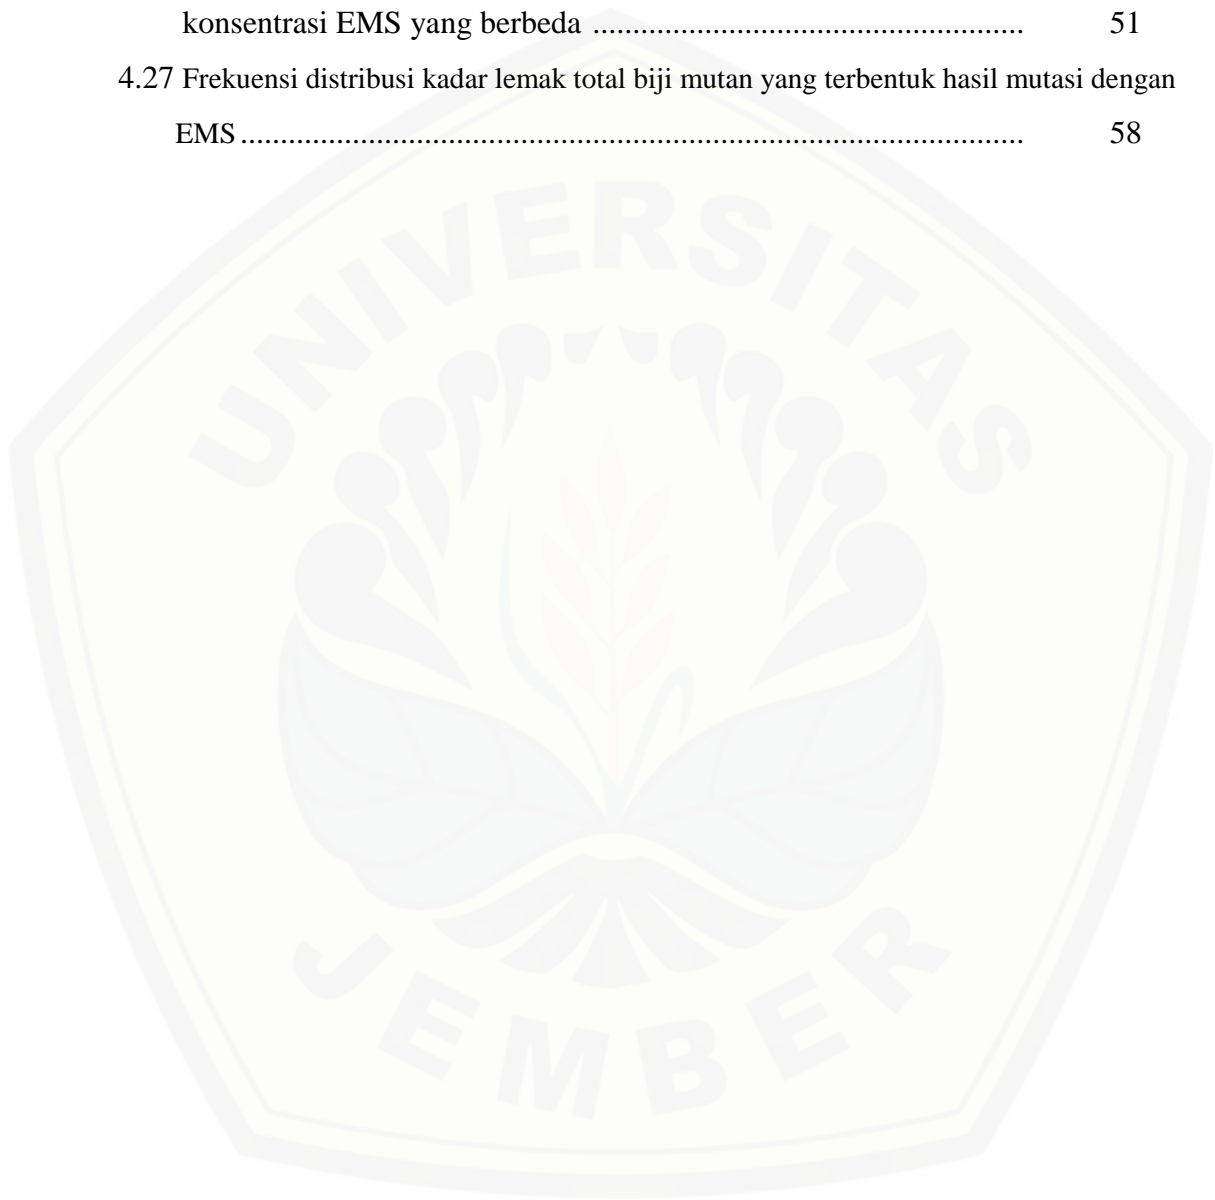 konsentrasi EMS yang berbeda ...................................................... 51
4.27 Frekuensi distribusi kadar lemak total biji mutan yang terbentuk hasil mutasi dengan
EMS .................................................................................................. 58
UNIVERSITAS
JEMBER